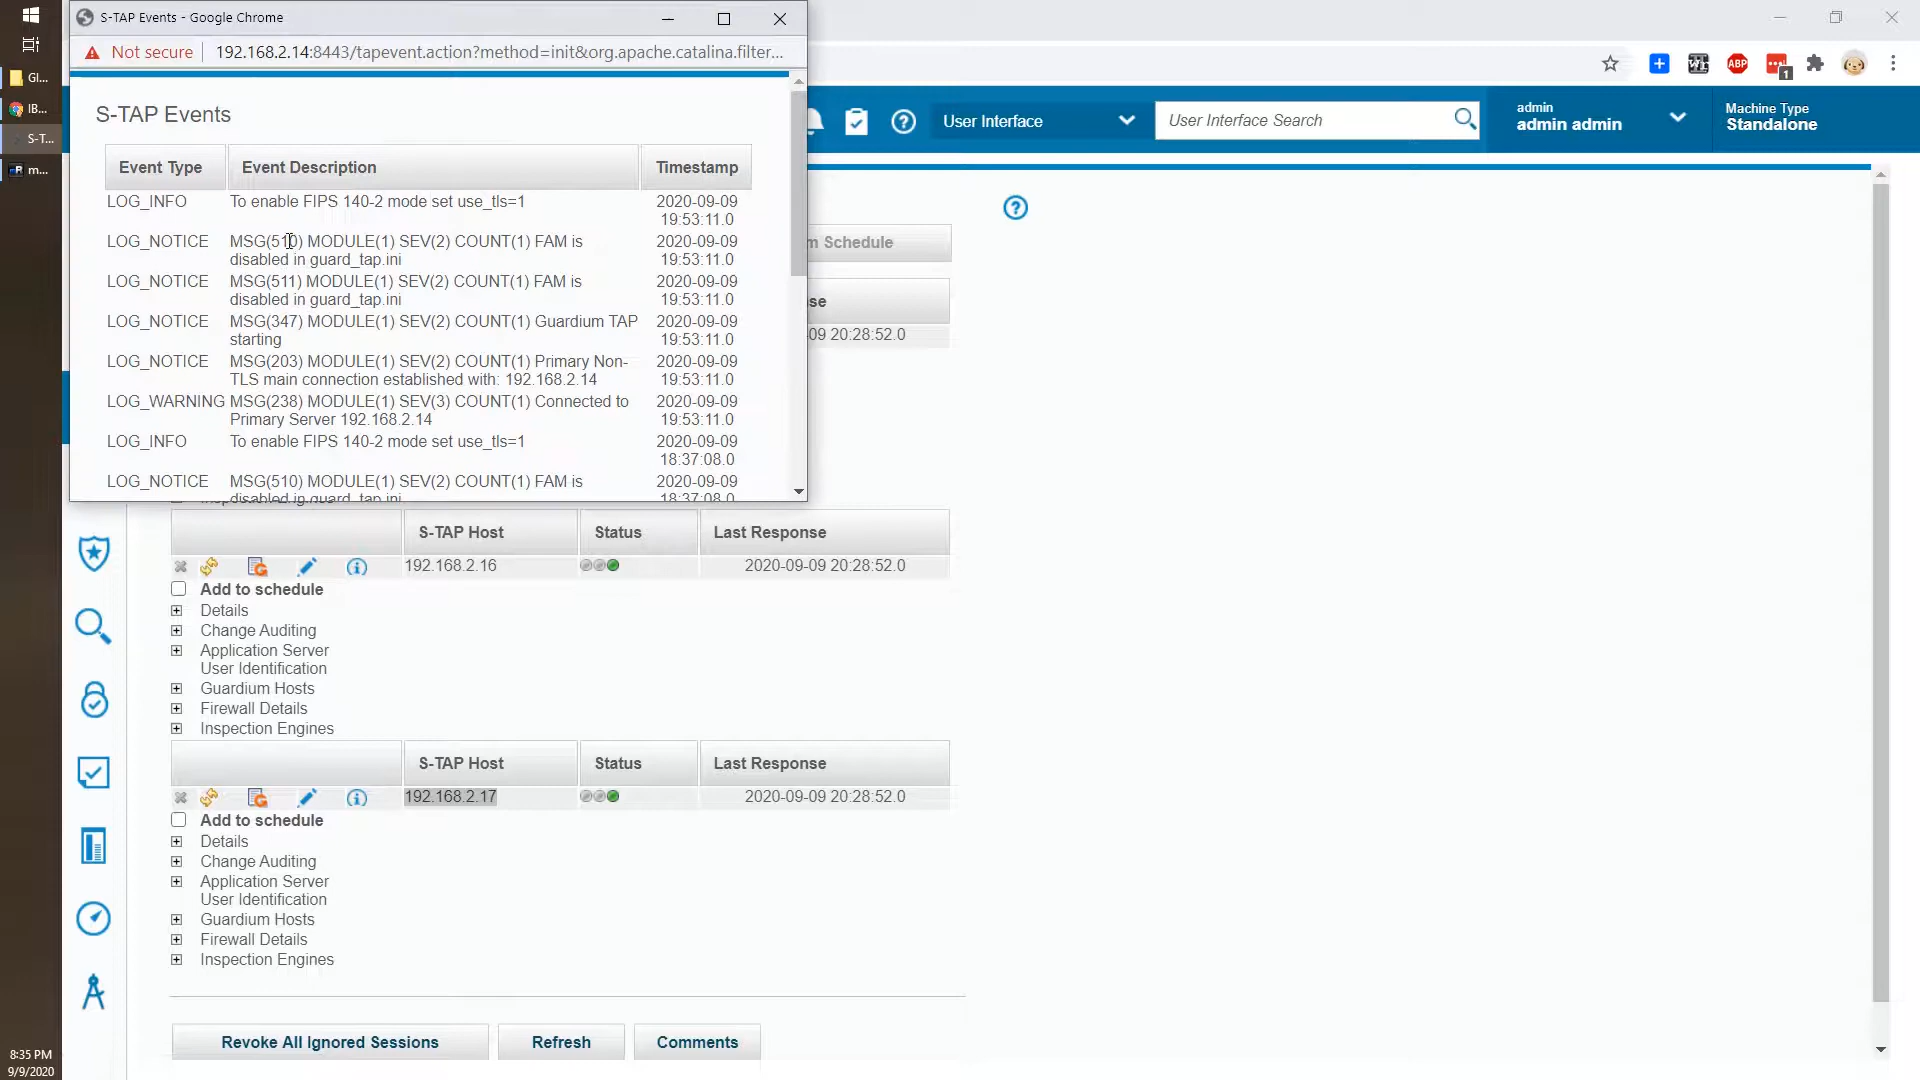 S-TAP Events - Google Chrome
Not secure 192.168.2.14:8443/tapevent.action?method=init&org.apache.catalina.filter...
GI...
IB...
S-T...
m...
ABP
1
S-TAP Events
User Interface
User Interface Search
admin
admin admin
Machine Type
Standalone
Event Type Event Description Timestamp
LOG_INFO To enable FIPS 140-2 mode set use_tls=1 2020-09-09
19:53:11.0
LOG_NOTICE MSG(510) MODULE(1) SEV(2) COUNT(1) FAM is 2020-09-09
disabled in guard_tap.ini 19:53:11.0
LOG_NOTICE MSG(511) MODULE(1) SEV(2) COUNT(1) FAM is 2020-09-09
disabled in guard_tap.ini 19:53:11.0
LOG_NOTICE MSG(347) MODULE(1) SEV(2) COUNT(1) Guardium TAP 2020-09-09
starting 19:53:11.0
LOG_NOTICE MSG(203) MODULE(1) SEV(2) COUNT(1) Primary Non- 2020-09-09
TLS main connection established with: 192.168.2.14 19:53:11.0
LOG_WARNING MSG(238) MODULE(1) SEV(3) COUNT(1) Connected to 2020-09-09
Primary Server 192.168.2.14 19:53:11.0
LOG_INFO To enable FIPS 140-2 mode set use_tls=1 2020-09-09
18:37:08.0
LOG_NOTICE MSG(510) MODULE(1) SEV(2) COUNT(1) FAM is 2020-09-09
disabled in guard_tap.ini 18:37:08.0
m Schedule
se
09 20:28:52.0
S-TAP Host Status Last Response
192.168.2.16 2020-09-09 20:28:52.0
Add to schedule
Details
Change Auditing
Application Server
User Identification
Guardium Hosts
Firewall Details
Inspection Engines
S-TAP Host Status Last Response
192.168.2.17 2020-09-09 20:28:52.0
Add to schedule
Details
Change Auditing
Application Server
User Identification
Guardium Hosts
Firewall Details
Inspection Engines
Revoke All Ignored Sessions Refresh Comments
8:35 PM
9/9/2020